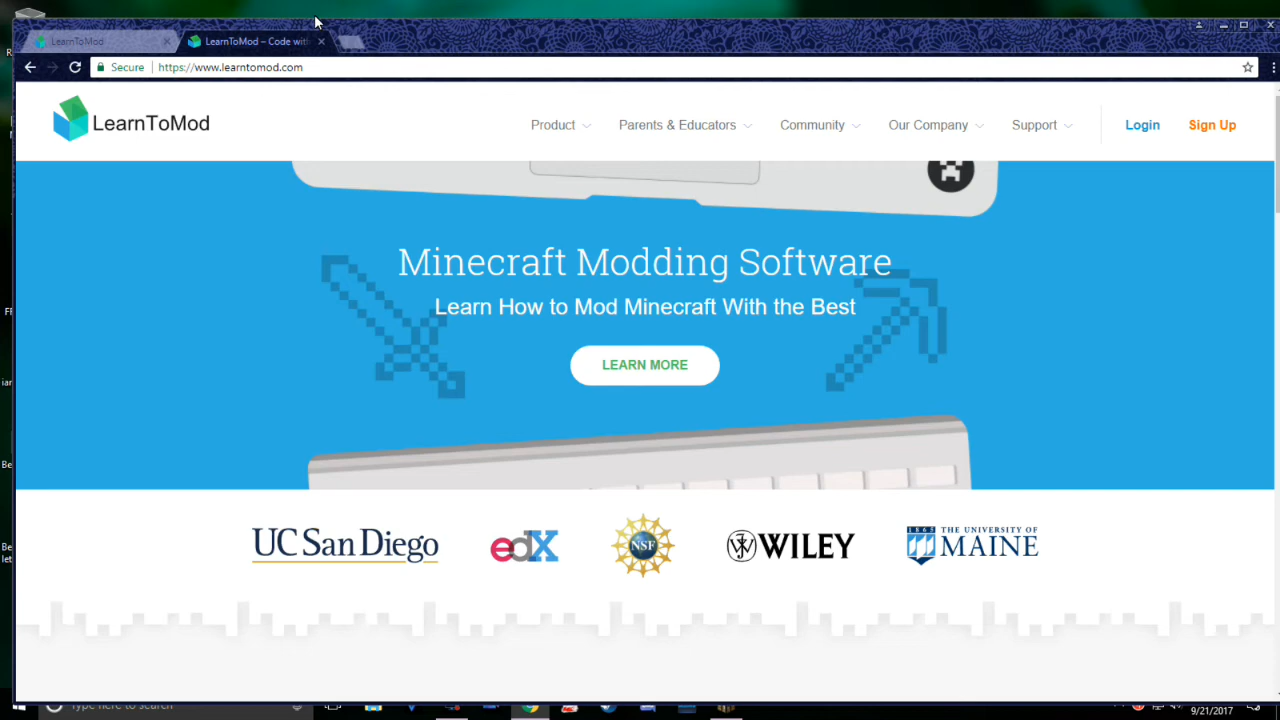 LearnToMod
LearnToMod – Code with
Secure
https://www.learntomod.com
LearnToMod
Product
Parents & Educators
Community
Our Company
Support
Login
Sign Up
Minecraft Modding Software
Learn How to Mod Minecraft With the Best
LEARN MORE
UC San Diego
edX
NSF
WILEY
1865 THE UNIVERSITY OF
MAINE
Type here to search
9/21/2017